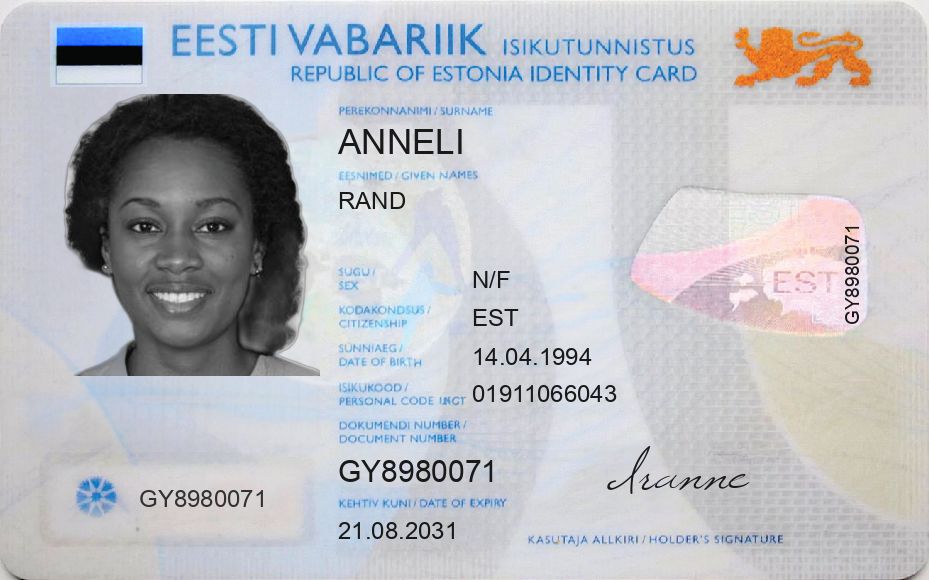 EESTI VABARIIK ISIKUTUNNISTUS
REPUBLIC OF ESTONIA IDENTITY CARD
PEREKONNANIMI / SURNAME
ANNELI
EESNIMED / GIVEN NAMES
RAND
SUGU /
SEX
N/F
KODAKONDSUS /
CITIZENSHIP
EST
SÜNNIAEG /
DATE OF BIRTH
14.04.1994
ISIKUKOOD /
PERSONAL CODE
01911066043
DOKUMENDI NUMBER /
DOCUMENT NUMBER
GY8980071
KEHTIV KUNI / DATE OF EXPIRY
21.08.2031
GY8980071
EST
GY8980071
KASUTAJA ALLKIRI / HOLDER'S SIGNATURE